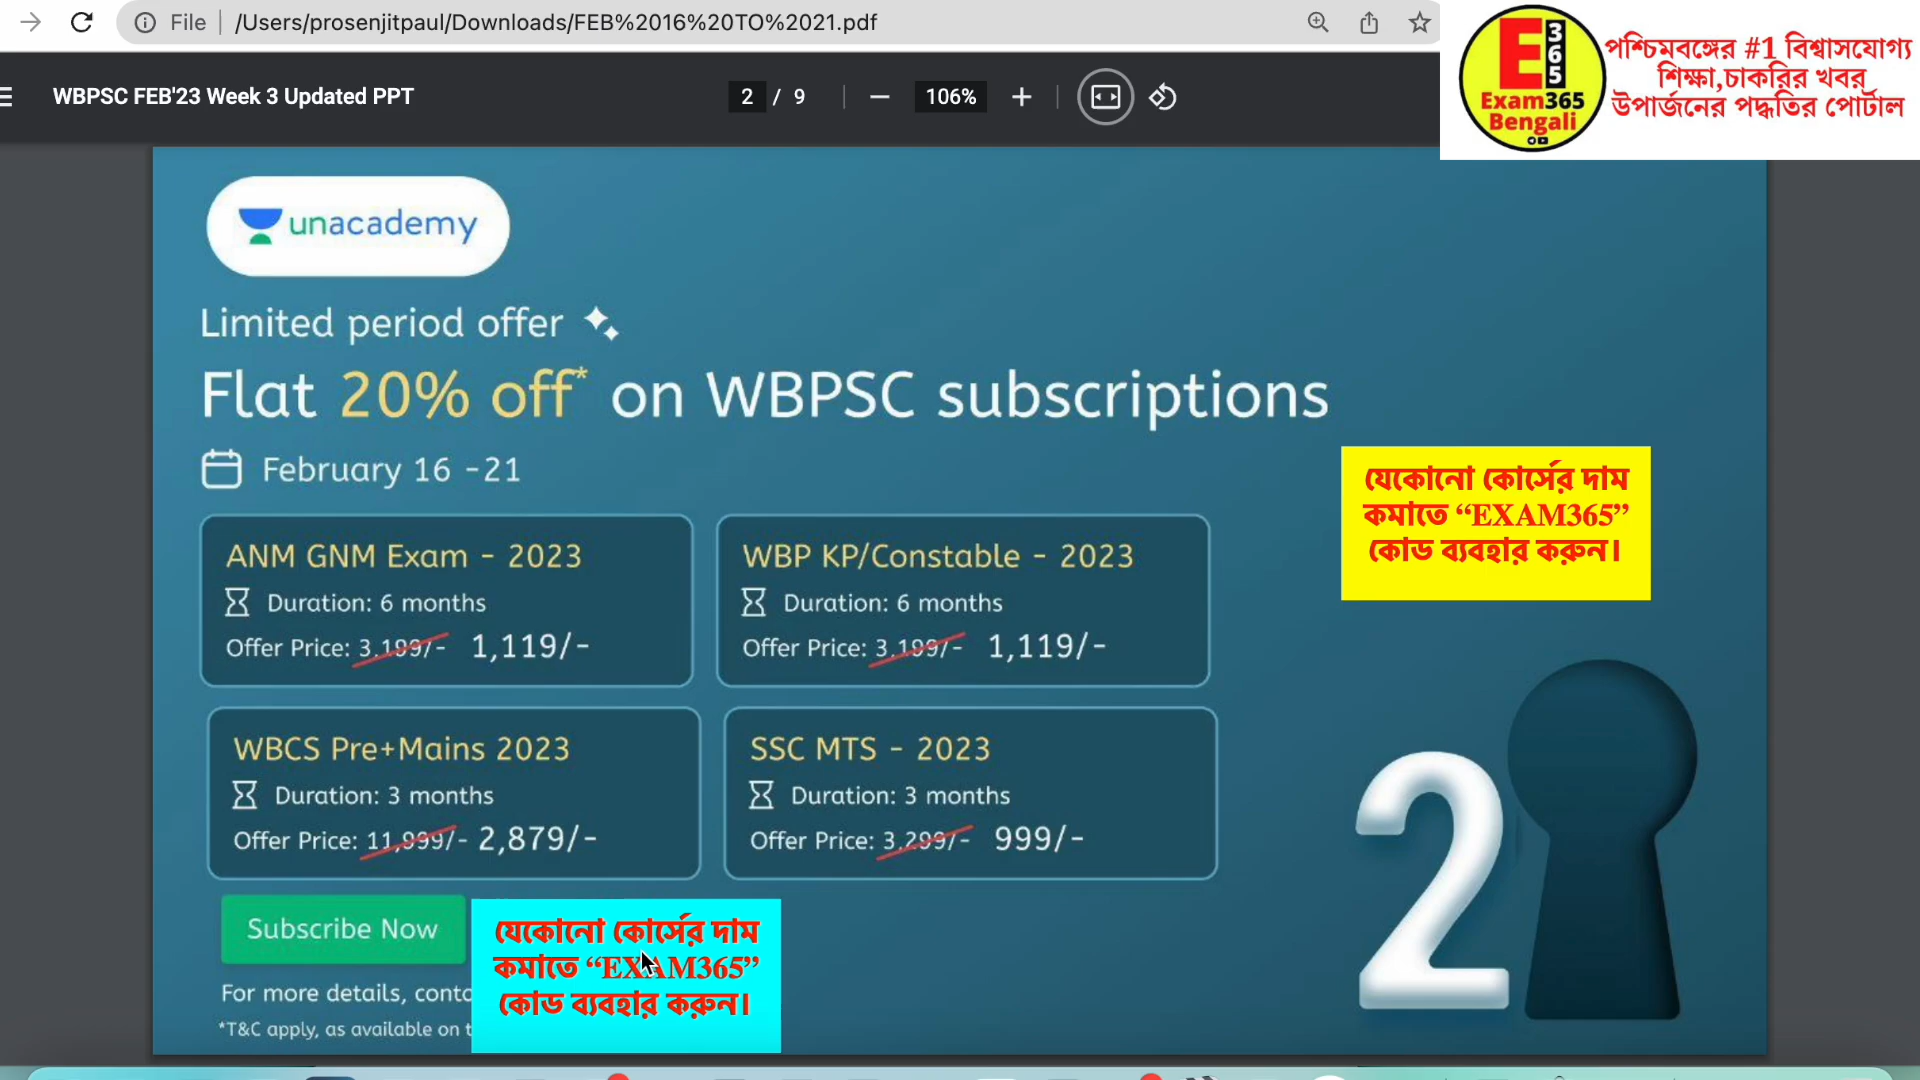 File | /Users/prosenjitpaul/Downloads/FEB%2016%20TO%2021.pdf
E 365
Exam365
Bengali
পশ্চিমবঙ্গের #1 বিশ্বাসযোগ্য
শিক্ষা,চাকরির খবর
উপার্জনের পদ্ধতির পোর্টাল
WBPSC FEB'23 Week 3 Updated PPT
2 / 9
106%
unacademy
Limited period offer
Flat 20% off* on WBPSC subscriptions
February 16 -21
যেকোনো কোর্সের দাম
কমাতে “EXAM365”
কোড ব্যবহার করুন।
ANM GNM Exam - 2023
Duration: 6 months
Offer Price: 3,199/- 1,119/-
WBP KP/Constable - 2023
Duration: 6 months
Offer Price: 3,199/- 1,119/-
WBCS Pre+Mains 2023
Duration: 3 months
Offer Price: 11,999/- 2,879/-
SSC MTS - 2023
Duration: 3 months
Offer Price: 3,299/- 999/-
2
Subscribe Now
যেকোনো কোর্সের দাম
কমাতে “EXAM365”
কোড ব্যবহার করুন।
For more details,
*T&C apply, as available on